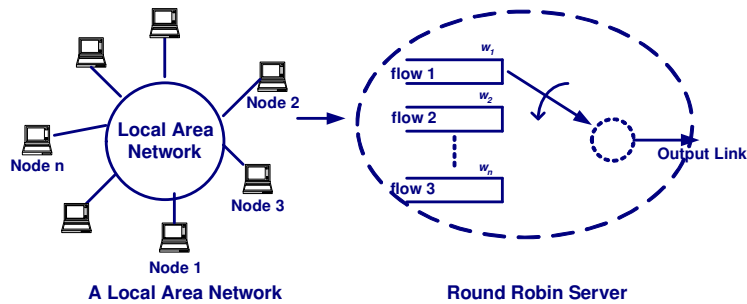 Local Area
Network
Node 2
Node n
Node 3
Node 1
A Local Area Network
w1
flow 1
w2
flow 2
wn
flow 3
Output Link
Round Robin Server